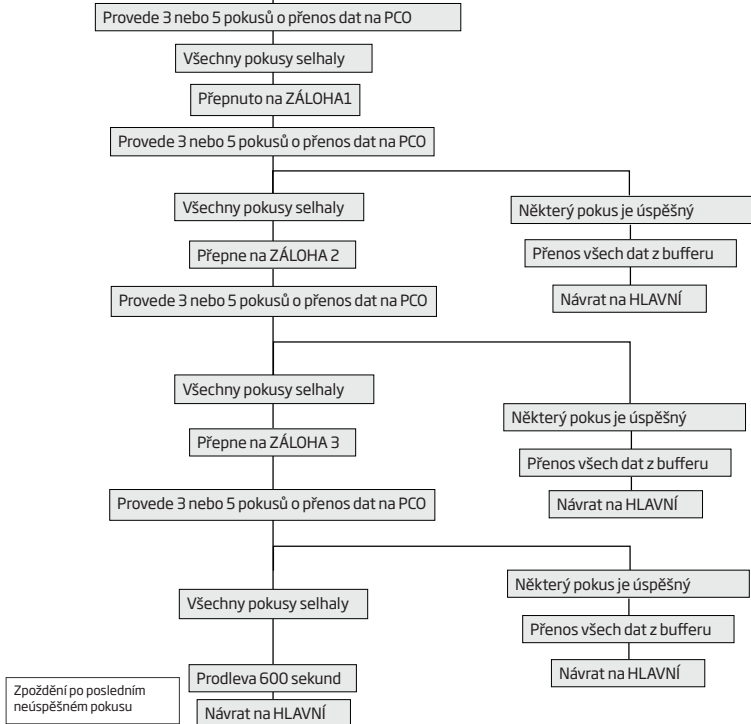 Provede 3 nebo 5 pokusů o přenos dat na PCO
Všechny pokusy selhaly
Přepnuto na ZÁLOHA1
Provede 3 nebo 5 pokusů o přenos dat na PCO
Všechny pokusy selhaly
Některý pokus je úspěšný
Přepne na ZÁLOHA 2
Přenos všech dat z bufferu
Provede 3 nebo 5 pokusů o přenos dat na PCO
Návrat na HLAVNÍ
Všechny pokusy selhaly
Některý pokus je úspěšný
Přepne na ZÁLOHA 3
Přenos všech dat z bufferu
Provede 3 nebo 5 pokusů o přenos dat na PCO
Návrat na HLAVNÍ
Některý pokus je úspěšný
Všechny pokusy selhaly
Přenos všech dat z bufferu
Prodleva 600 sekund
Návrat na HLAVNÍ
Zpoždění po posledním
neúspěšném pokusu
Návrat na HLAVNÍ